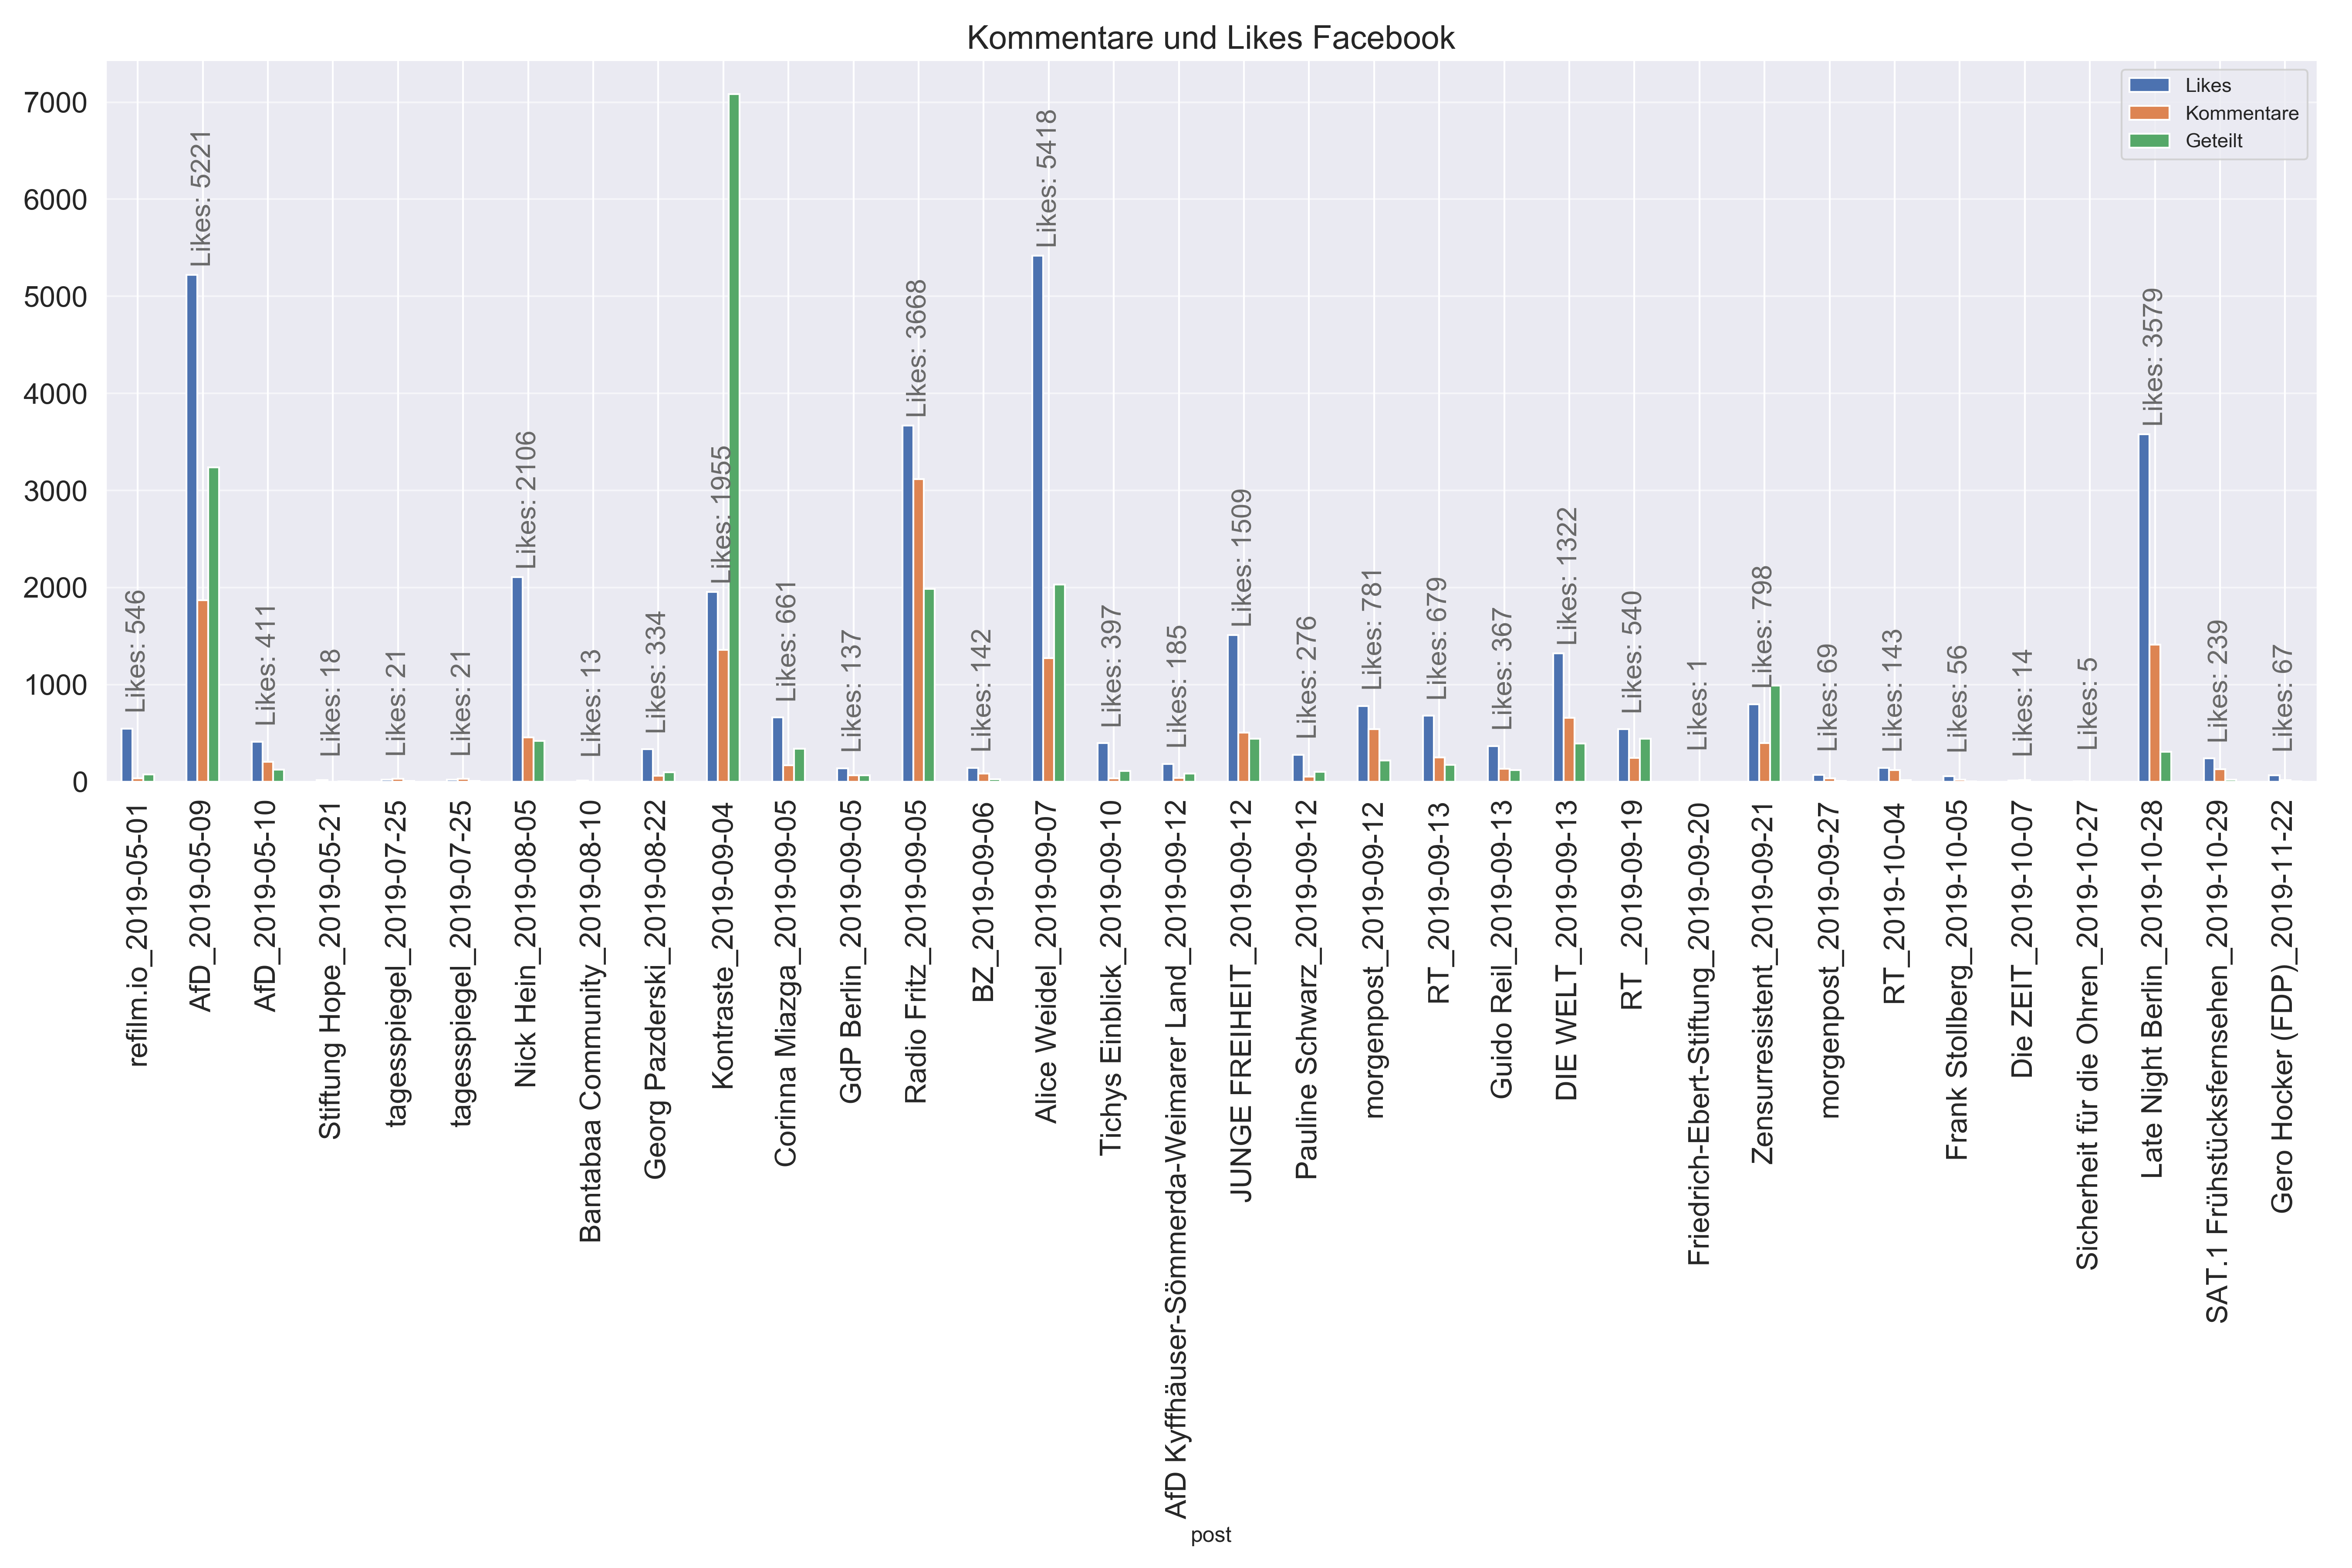 Kommentare und Likes Facebook
Likes
Kommentare
Geteilt
7000
6000
5000
4000
3000
2000
1000
0
Likes: 546
Likes: 5221
Likes: 411
Likes: 18
Likes: 21
Likes: 21
Likes: 2106
Likes: 13
Likes: 334
Likes: 1955
Likes: 661
Likes: 137
Likes: 3668
Likes: 142
Likes: 5418
Likes: 397
Likes: 185
Likes: 1509
Likes: 276
Likes: 781
Likes: 679
Likes: 367
Likes: 1322
Likes: 540
Likes: 1
Likes: 798
Likes: 69
Likes: 143
Likes: 56
Likes: 14
Likes: 5
Likes: 3579
Likes: 239
Likes: 67
refilm.io_2019-05-01
AfD_2019-05-09
AfD_2019-05-10
Stiftung Hope_2019-05-21
tagesspiegel_2019-07-25
tagesspiegel_2019-07-25
Nick Hein_2019-08-05
Bantabaa Community_2019-08-10
Georg Pazderski_2019-08-22
Kontraste_2019-09-04
Corinna Miazga_2019-09-05
GdP Berlin_2019-09-05
Radio Fritz_2019-09-05
BZ_2019-09-06
Alice Weidel_2019-09-07
Tichys Einblick_2019-09-10
AfD Kyffhäuser-Sömmerda-Weimarer Land_2019-09-12
JUNGE FREIHEIT_2019-09-12
Pauline Schwarz_2019-09-12
morgenpost_2019-09-12
RT_2019-09-13
Guido Reil_2019-09-13
DIE WELT_2019-09-13
RT _2019-09-19
Friedrich-Ebert-Stiftung_2019-09-20
Zensurresistent_2019-09-21
morgenpost_2019-09-27
RT_2019-10-04
Frank Stollberg_2019-10-05
Die ZEIT_2019-10-07
Sicherheit für die Ohren_2019-10-27
Late Night Berlin_2019-10-28
SAT.1 Frühstücksfernsehen_2019-10-29
Gero Hocker (FDP)_2019-11-22
post